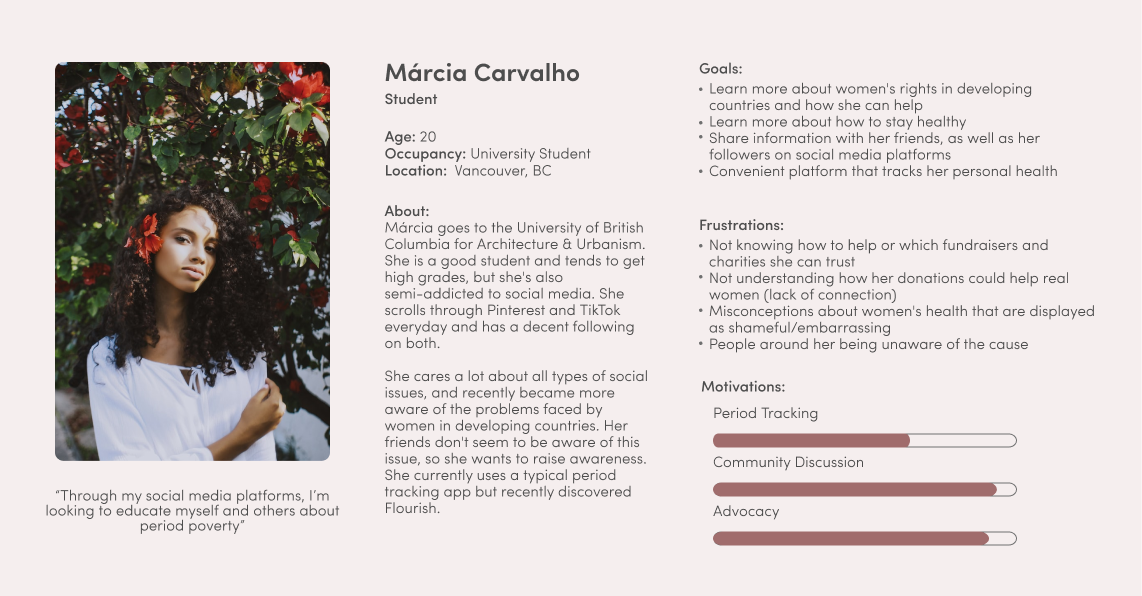 Márcia Carvalho
Student
Age: 20
Occupancy: University Student
Location: Vancouver, BC
About:
Márcia goes to the University of British
Columbia for Architecture & Urbanism.
She is a good student and tends to get
high grades, but she's also
semi-addicted to social media. She
scrolls through Pinterest and TikTok
everyday and has a decent following
on both.
She cares a lot about all types of social
issues, and recently became more
aware of the problems faced by
women in developing countries. Her
friends don't seem to be aware of this
issue, so she wants to raise awareness.
She currently uses a typical period
tracking app but recently discovered
Flourish.
“Through my social media platforms, I’m
looking to educate myself and others about
period poverty”
Goals:
• Learn more about women's rights in developing
countries and how she can help
• Learn more about how to stay healthy
• Share information with her friends, as well as her
followers on social media platforms
• Convenient platform that tracks her personal health
Frustrations:
• Not knowing how to help or which fundraisers and
charities she can trust
• Not understanding how her donations could help real
women (lack of connection)
• Misconceptions about women's health that are displayed
as shameful/embarrassing
• People around her being unaware of the cause
Motivations:
Period Tracking
Community Discussion
Advocacy